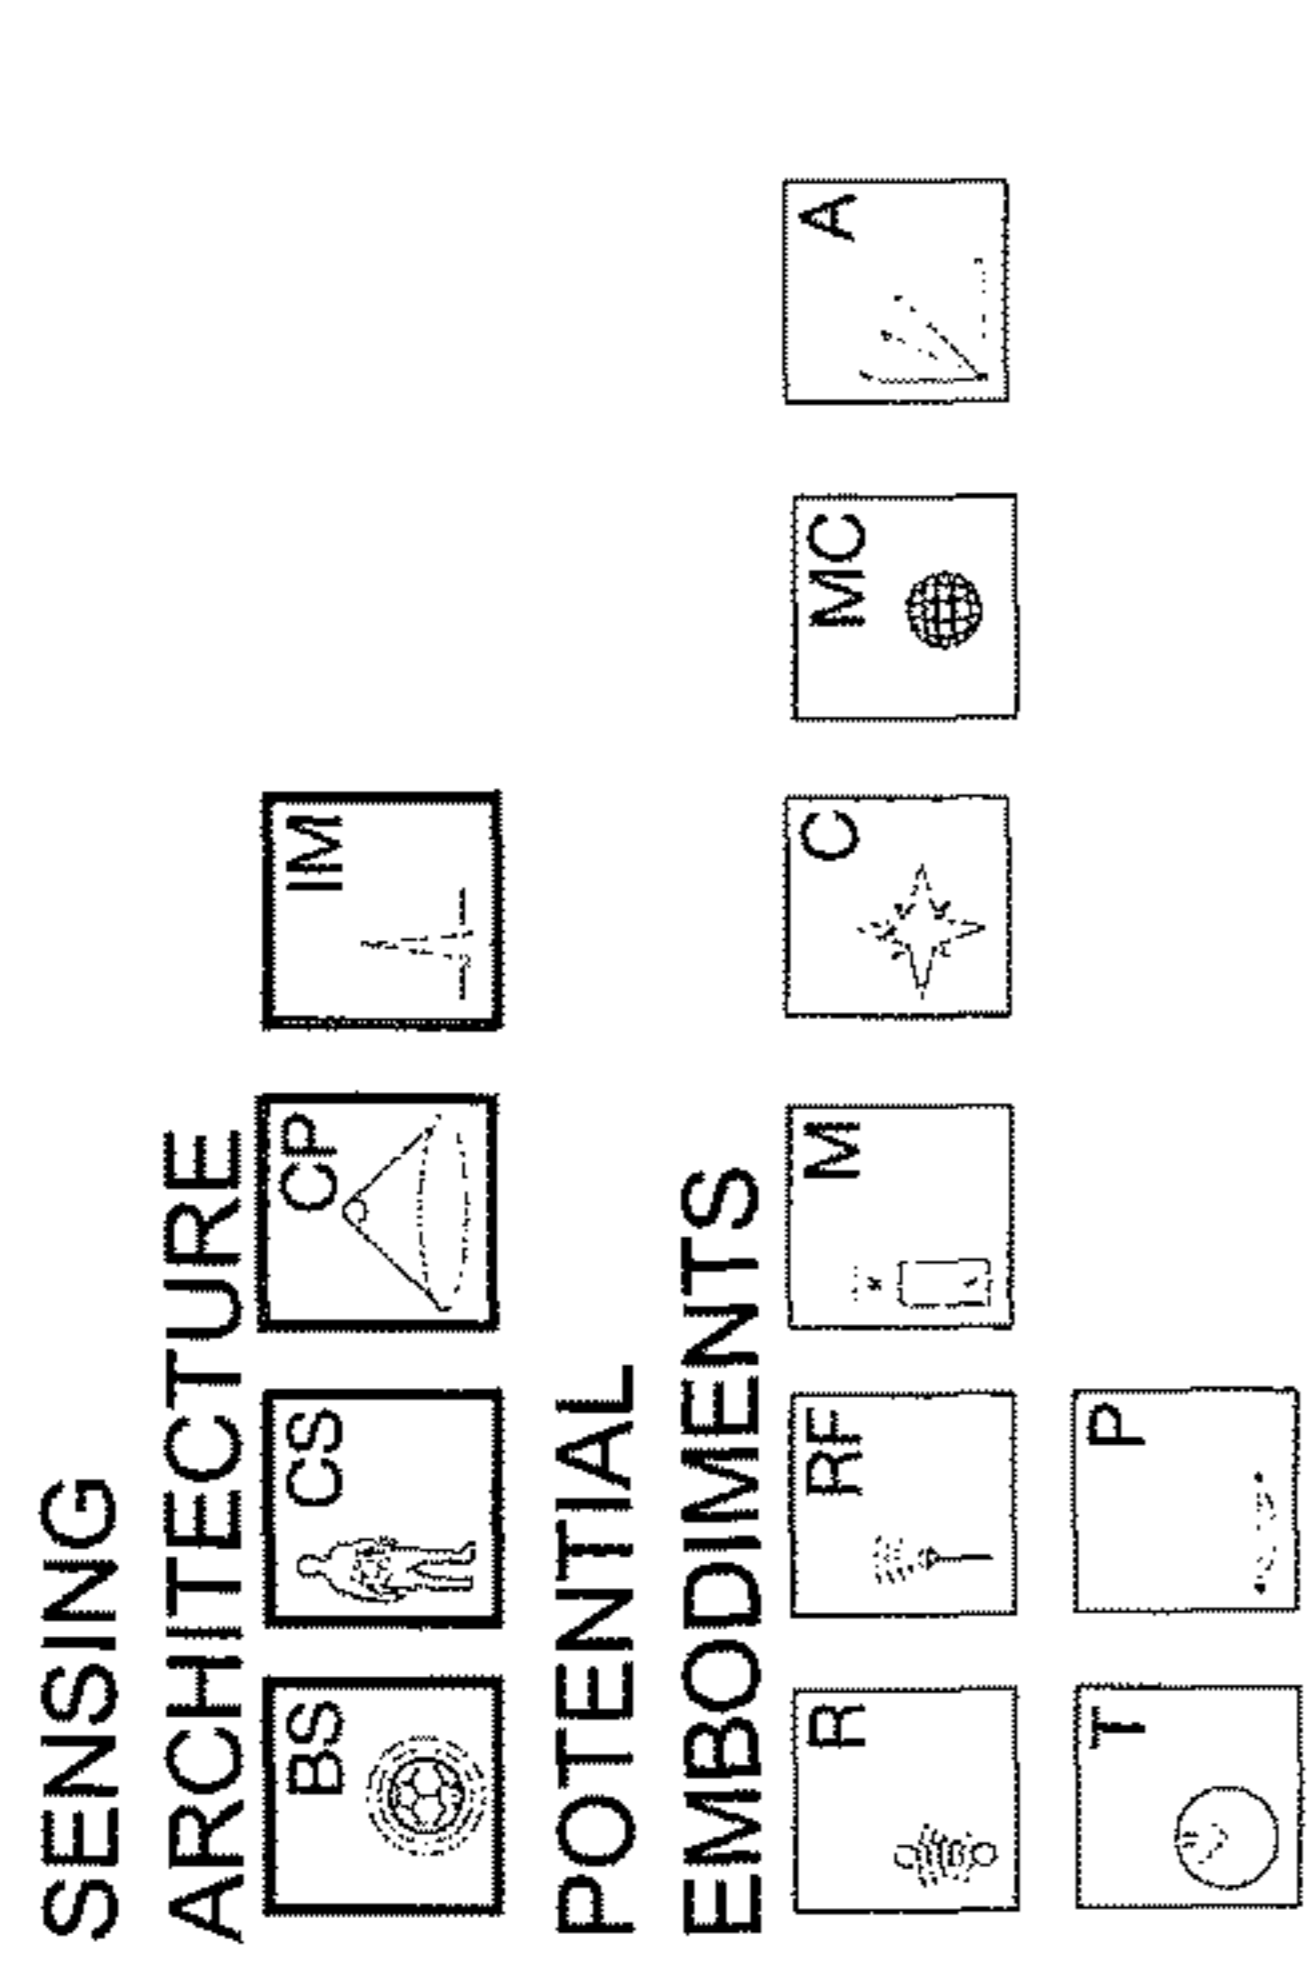 SENSING
ARCHITECTURE
BS CS CP IM
POTENTIAL
EMBODIMENTS
R RF M C MC A
T P